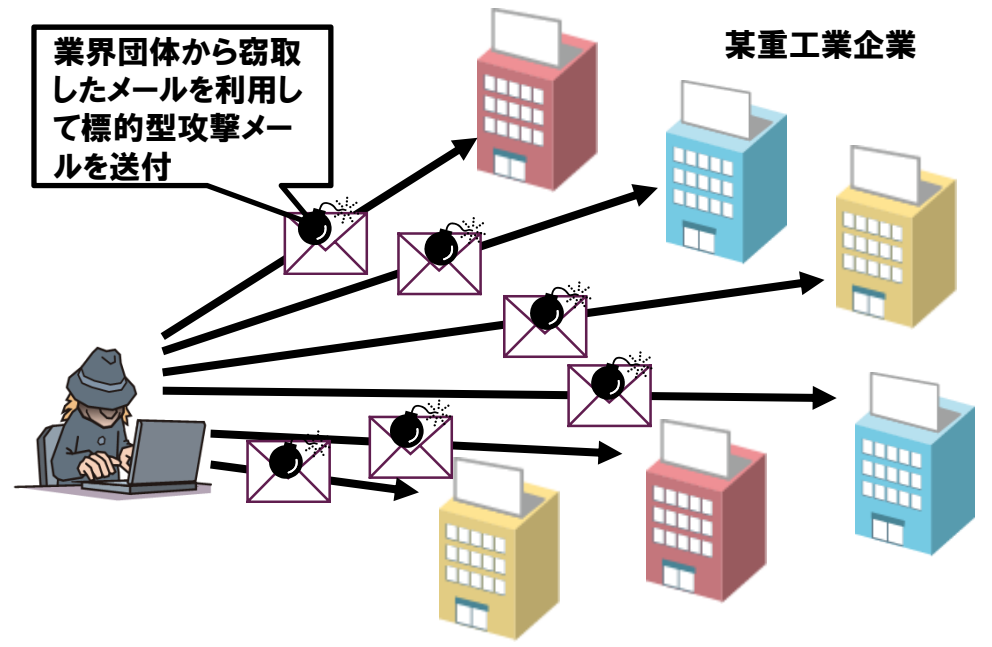 業界団体から窃取
したメールを利用し
て標的型攻撃メー
ルを送付
某重工業企業